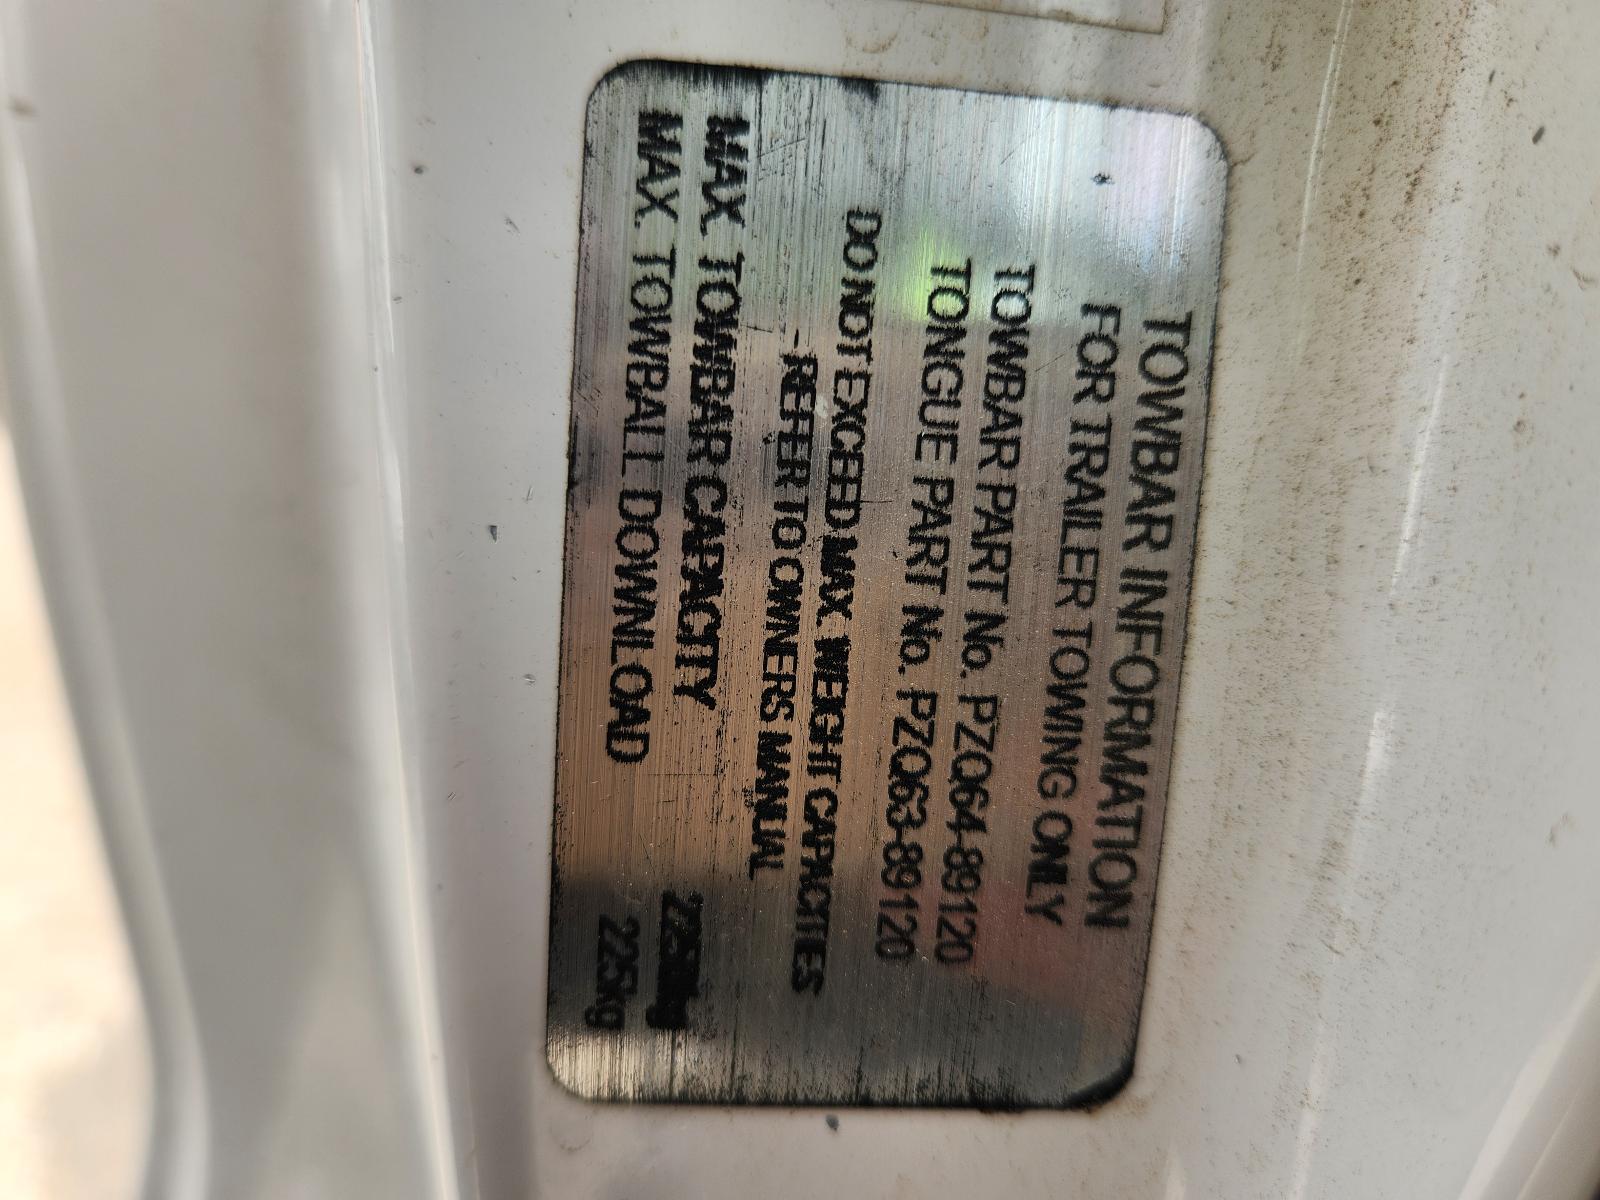 TOWBAR INFORMATION
FOR TRAILER TOWING ONLY
TOWBAR PART No. PZQ64-89120
TONGUE PART No. PZQ63-89120
DO NOT EXCEED MAX. WEIGHT CAPACITIES
- REFER TO OWNERS MANUAL
MAX. TOWBAR CAPACITY
MAX. TOWBALL DOWNLOAD 225kg